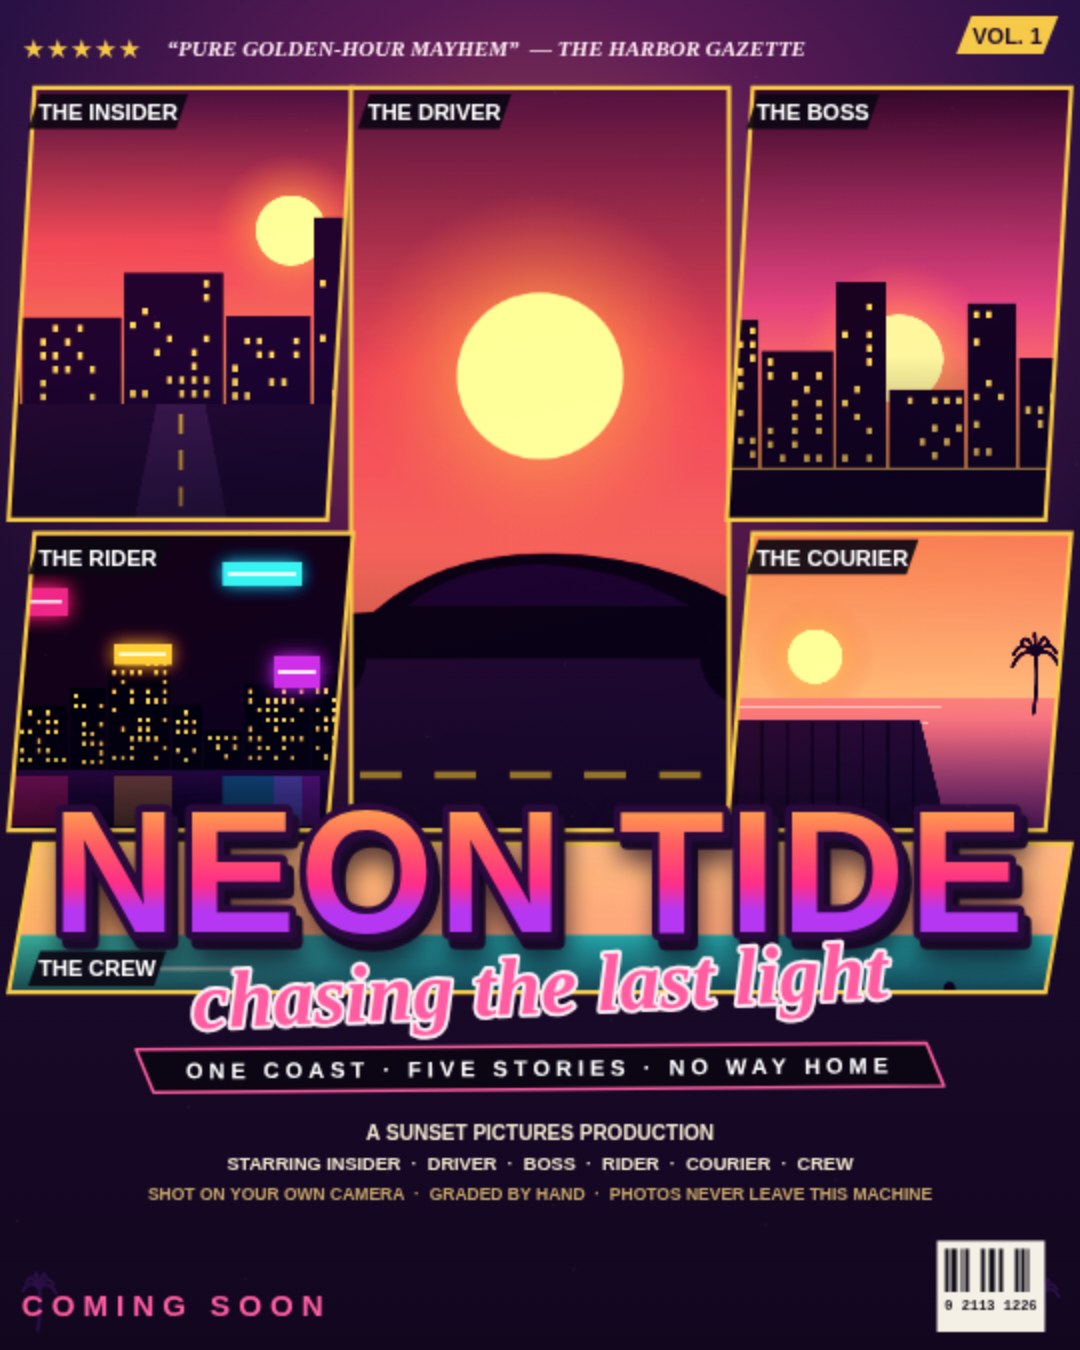 ★★★★★ “PURE GOLDEN-HOUR MAYHEM” — THE HARBOR GAZETTE
VOL. 1
THE INSIDER
THE DRIVER
THE BOSS
THE RIDER
THE COURIER
NEON TIDE
THE CREW
chasing the last light
ONE COAST · FIVE STORIES · NO WAY HOME
A SUNSET PICTURES PRODUCTION
STARRING INSIDER · DRIVER · BOSS · RIDER · COURIER · CREW
SHOT ON YOUR OWN CAMERA · GRADED BY HAND · PHOTOS NEVER LEAVE THIS MACHINE
COMING SOON
0 2113 1226